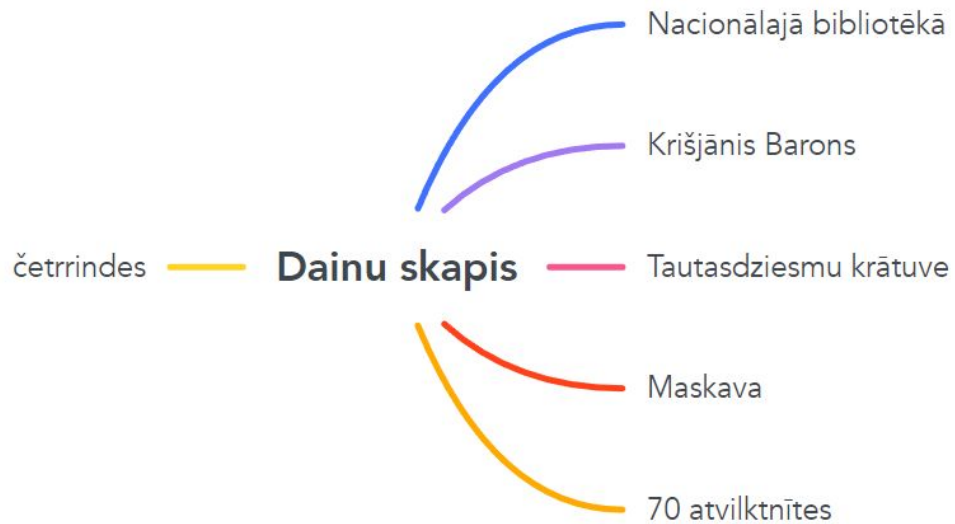 Nacionālajā bibliotēkā
Krišjānis Barons
četrrindes
Dainu skapis
Tautasdziesmu krātuve
Maskava
70 atvilktnītes